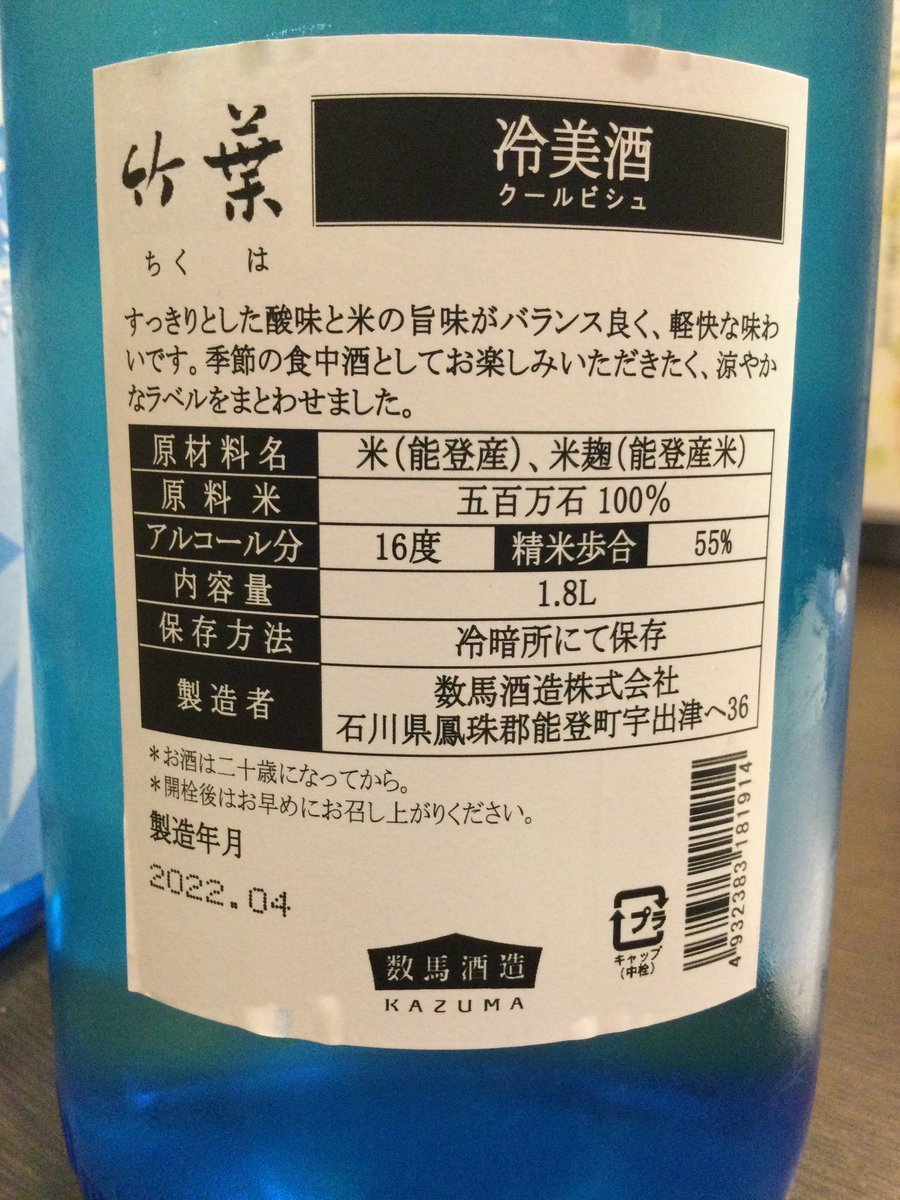 竹葉
ちくは
冷美酒
クールビシュ
すっきりとした酸味と米の旨味がバランス良く、軽快な味わ
いです。季節の食中酒としてお楽しみいただきたく、涼やか
なラベルをまとわせました。
原材料名 米(能登産)、米麹(能登産米)
原料米 五百万石 100%
アルコール分 16度 精米歩合 55%
内容量 1.8L
保存方法 冷暗所にて保存
製造者 数馬酒造株式会社
石川県鳳珠郡能登町宇出津ヘ36
*お酒は二十歳になってから。
*開栓後はお早めにお召し上がりください。
製造年月
2022.04
プラ
キャップ
(中栓)
4932383181914
数馬酒造
KAZUMA